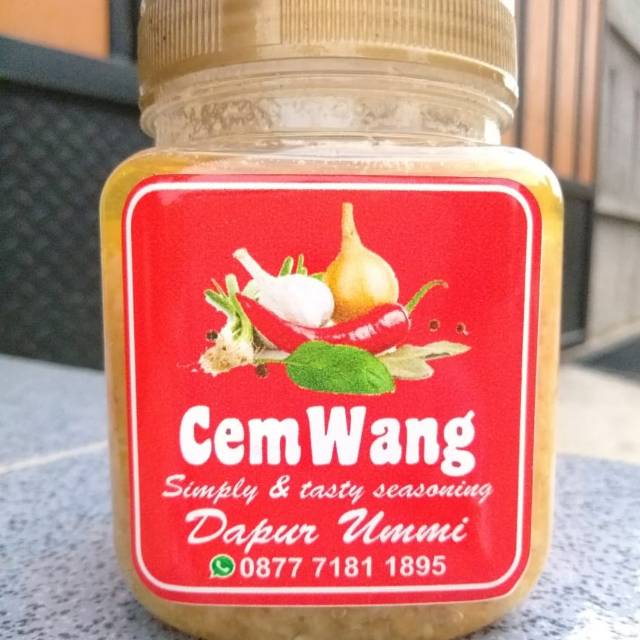 CemWang
Simply & tasty seasoning
Dapur Ummi
0877 7181 1895